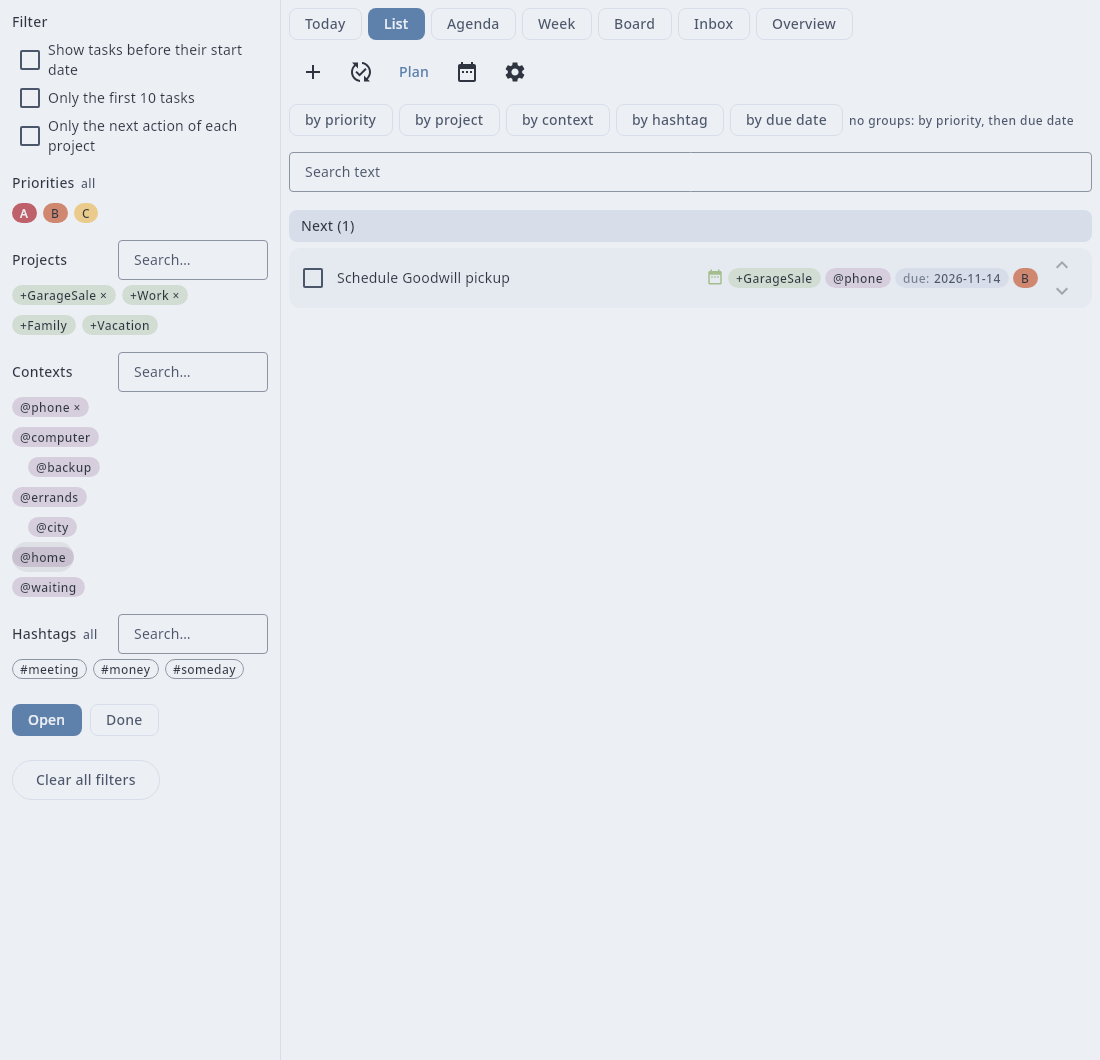 Filter
Show tasks before their start
date
Only the first 10 tasks
Only the next action of each
project
Priorities all
A B C
Projects Search...
+GarageSale × +Work ×
+Family +Vacation
Contexts Search...
@phone ×
@computer
@backup
@errands
@city
@home
@waiting
Hashtags all Search...
#meeting #money #someday
Open Done
Clear all filters
Today List Agenda Week Board Inbox Overview
Plan
by priority by project by context by hashtag by due date no groups: by priority, then due date
Search text
Next (1)
Schedule Goodwill pickup +GarageSale @phone due: 2026-11-14 B